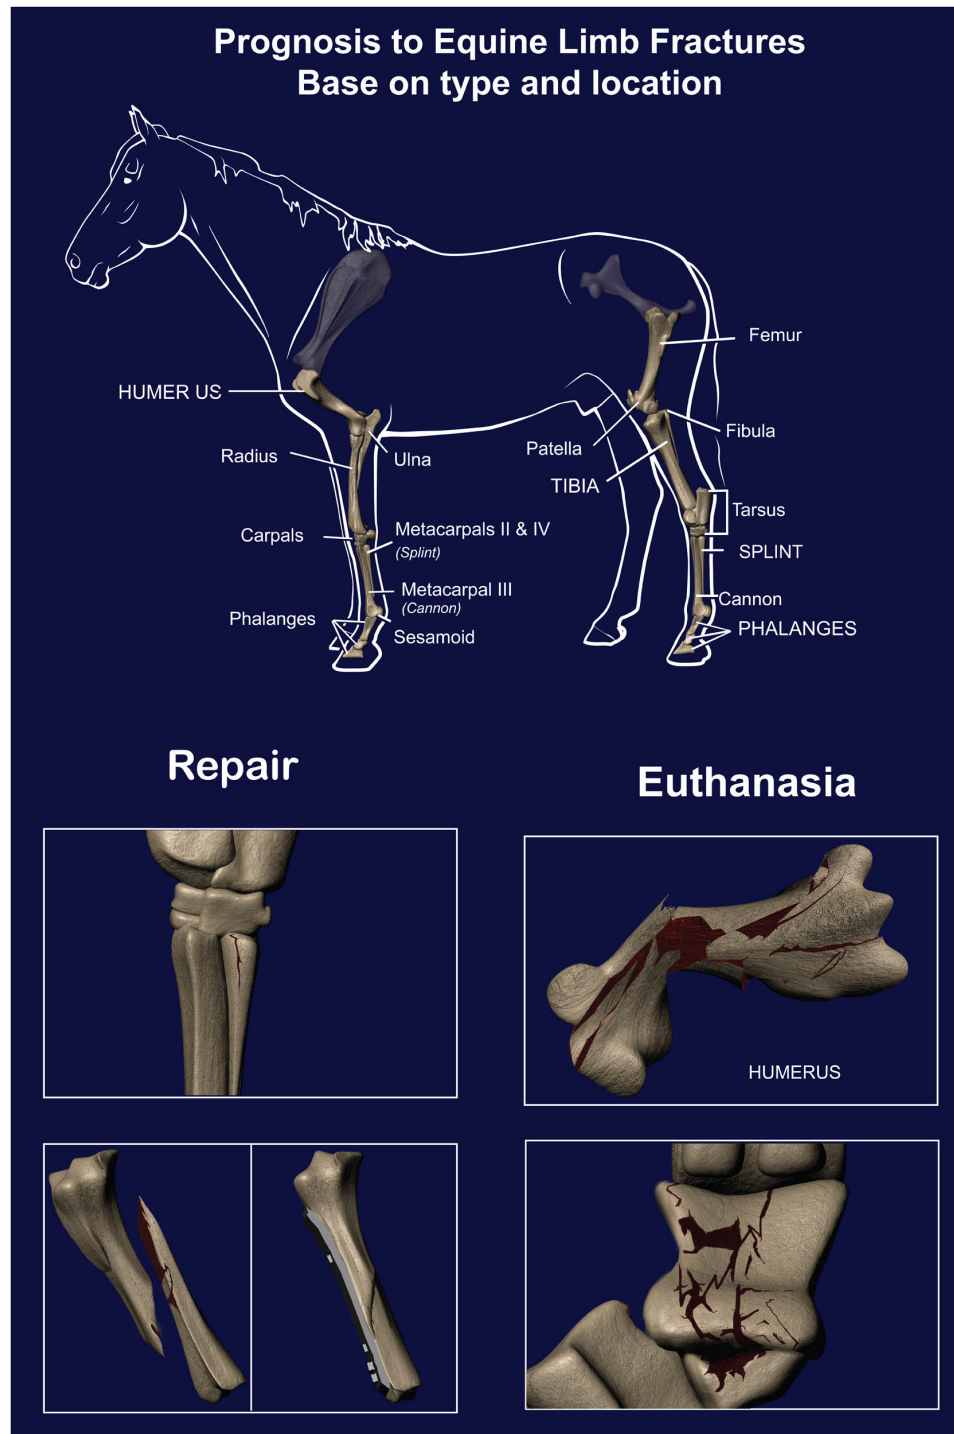 Prognosis to Equine Limb Fractures
Base on type and location
Femur
HUMER US
Fibula
Patella
Radius
Ulna
TIBIA
Tarsus
Carpals
Metacarpals II & IV
(Splint)
SPLINT
Metacarpal III
(Cannon)
Cannon
Phalanges
Sesamoid
PHALANGES
Repair
Euthanasia
HUMERUS